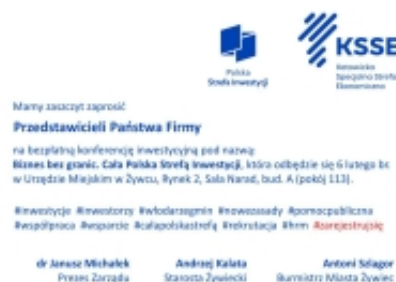 Polska
Strefa Inwestycji
KSSE
Katowicka
Specjalna Strefa
Ekonomiczna
Mamy zaszczyt zaprosić
Przedstawicieli Państwa Firmy
na bezpłatną konferencję inwestycyjną pod nazwą:
Biznes bez granic. Cała Polska Strefą Inwestycji, która odbędzie się 6 lutego br.
w Urzędzie Miejskim w Żywcu, Rynek 2, Sala Narad, bud. A (pokój 113).
#inwestycje #inwestorzy #włodarzegmin #nowezasady #pomocpubliczna
#współpraca #wsparcie #całapolskastrefą #rekrutacja #hrm #sarejestrujsię
dr Janusz Michałek
Prezes Zarządu
Andrzej Kalata
Starosta Żywiecki
Antoni Szlagor
Burmistrz Miasta Żywiec